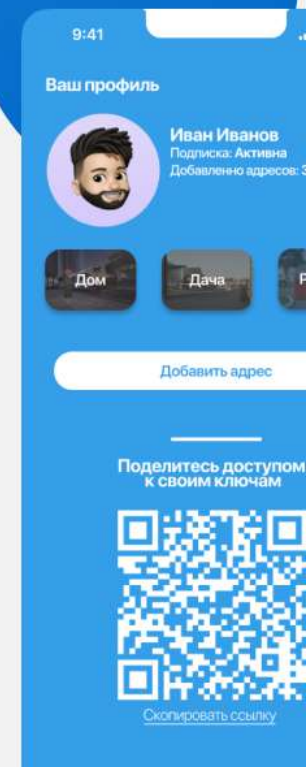 9:41
Ваш профиль
Иван Иванов
Подписка: Активна
Добавленно адресов: 3
Дом
Дача
Р
Добавить адрес
Поделитесь доступом
к своим ключам
Скопировать ссылку